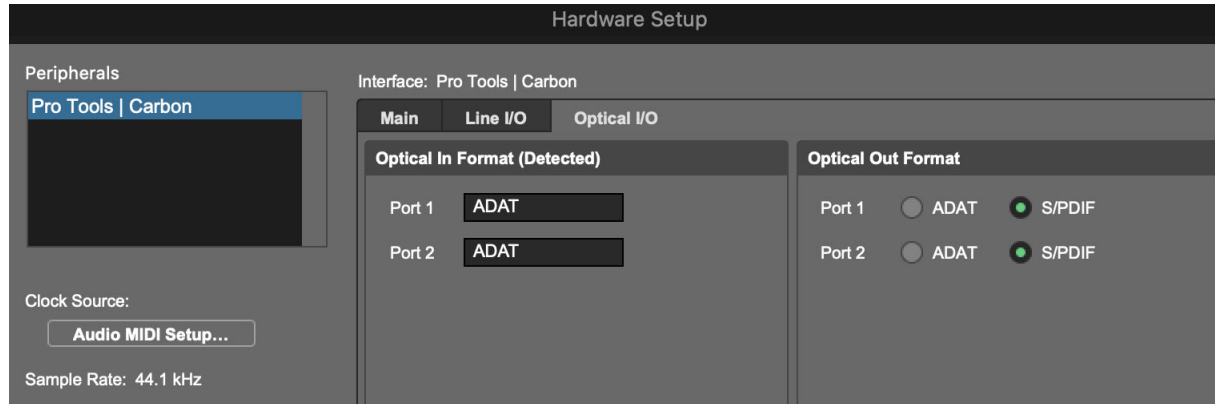 Hardware Setup
Peripherals
Pro Tools | Carbon
Clock Source:
Audio MIDI Setup...
Sample Rate: 44.1 kHz
Interface: Pro Tools | Carbon
Main Line I/O Optical I/O
Optical In Format (Detected)
Port 1 ADAT
Port 2 ADAT
Optical Out Format
Port 1 ADAT S/PDIF
Port 2 ADAT S/PDIF